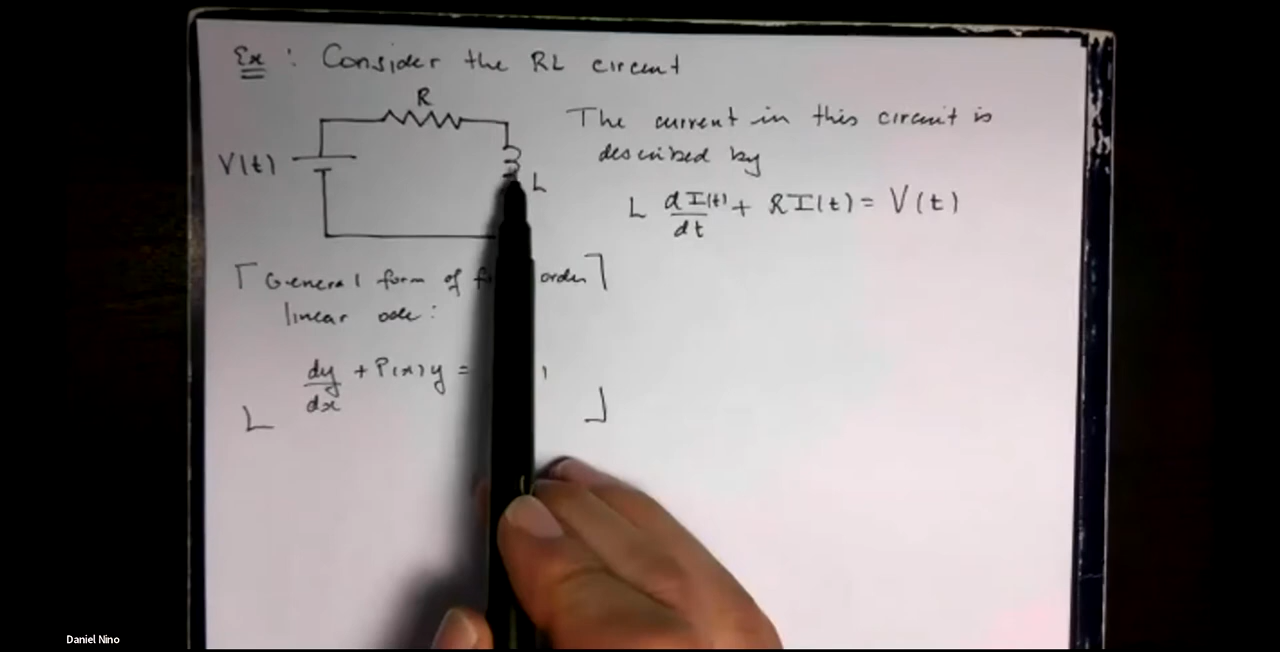 Ex : Consider the RL circuit
R
V(t)
L
The current in this circuit is
described by
L dI(t)/dt + RI(t) = V(t)
General form of order
linear ode:
dy/dx + P(x)y =
Daniel Nino